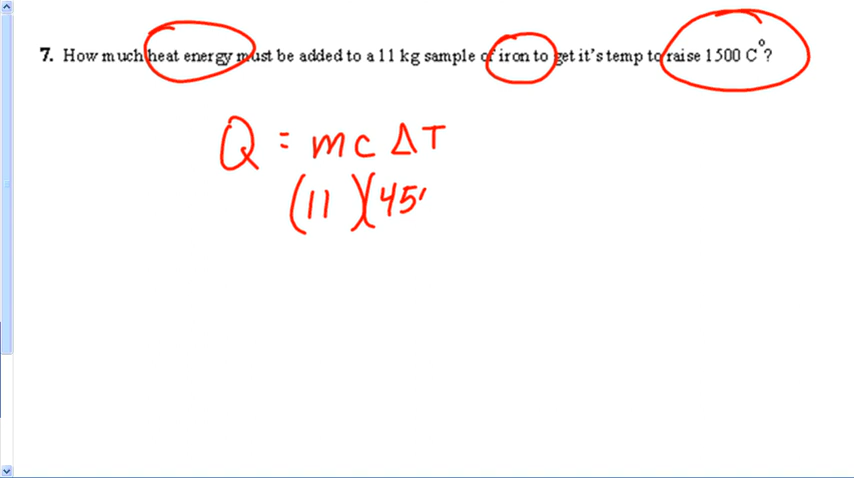 7. How much heat energy must be added to a 11 kg sample of iron to get it's temp to raise 1500 C°?
Q = mc ΔT
(11)(45